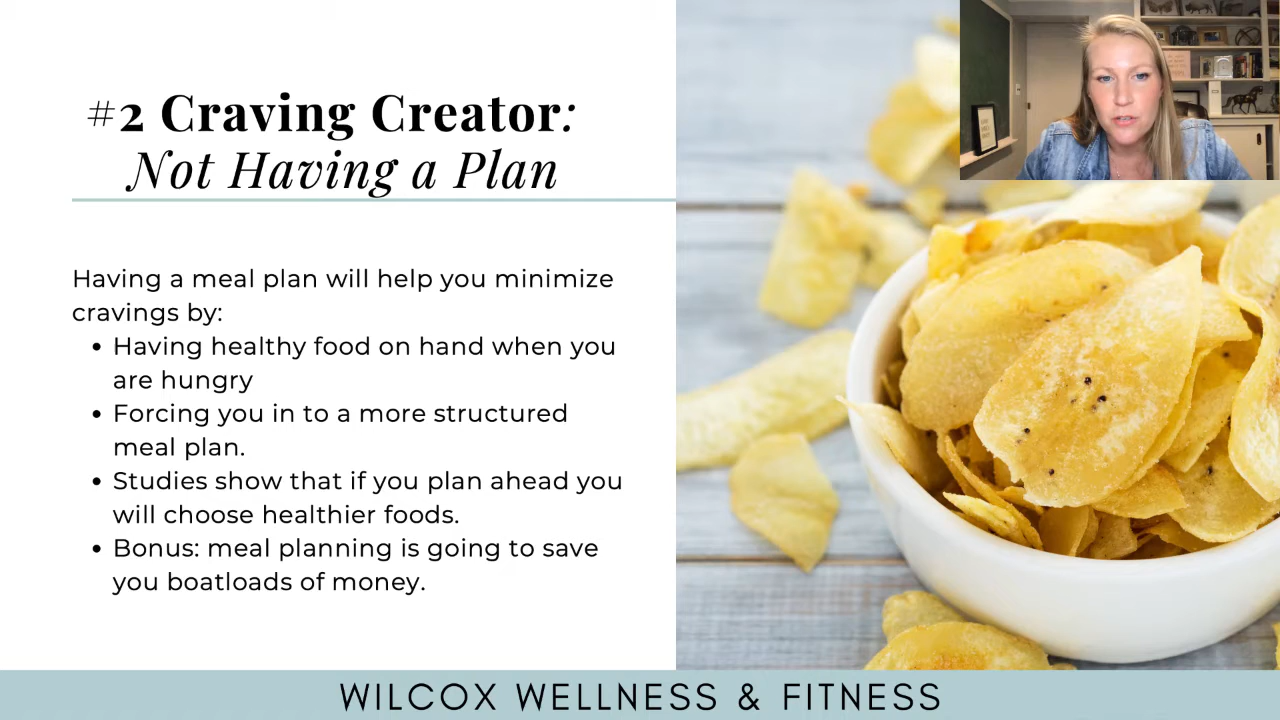 #2 Craving Creator:
Not Having a Plan
Having a meal plan will help you minimize
cravings by:
• Having healthy food on hand when you
are hungry
• Forcing you in to a more structured
meal plan.
• Studies show that if you plan ahead you
will choose healthier foods.
• Bonus: meal planning is going to save
you boatloads of money.
WILCOX WELLNESS & FITNESS